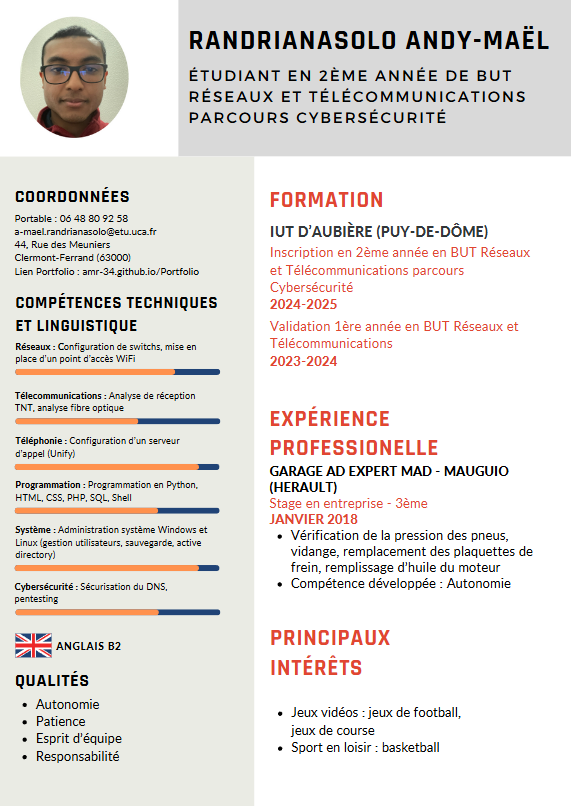 RANDRIANASOLO ANDY-MAËL
ÉTUDIANT EN 2ÈME ANNÉE DE BUT
RÉSEAUX ET TÉLÉCOMMUNICATIONS
PARCOURS CYBERSÉCURITÉ
COORDONNÉES
Portable : 06 48 80 92 58
a-mael.randrianasolo@etu.uca.fr
44, Rue des Meuniers
Clermont-Ferrand (63000)
Lien Portfolio : amr-34.github.io/Portfolio
COMPÉTENCES TECHNIQUES
ET LINGUISTIQUE
Réseaux : Configuration de switchs, mise en
place d'un point d'accès WiFi
Télecommunications : Analyse de réception
TNT, analyse fibre optique
Téléphonie : Configuration d'un serveur
d'appel (Unify)
Programmation : Programmation en Python,
HTML, CSS, PHP, SQL, Shell
Système : Administration système Windows et
Linux (gestion utilisateurs, sauvegarde, active
directory)
Cybersécurité : Sécurisation du DNS,
pentesting
ANGLAIS B2
QUALITÉS
• Autonomie
• Patience
• Esprit d'équipe
• Responsabilité
FORMATION
IUT D'AUBIÈRE (PUY-DE-DÔME)
Inscription en 2ème année en BUT Réseaux
et Télécommunications parcours
Cybersécurité
2024-2025
Validation 1ère année en BUT Réseaux et
Télécommunications
2023-2024
EXPÉRIENCE
PROFESSIONELLE
GARAGE AD EXPERT MAD - MAUGUIO
(HERAULT)
Stage en entreprise - 3ème
JANVIER 2018
• Vérification de la pression des pneus,
vidange, remplacement des plaquettes de
frein, remplissage d'huile du moteur
• Compétence développée : Autonomie
PRINCIPAUX
INTÉRÊTS
• Jeux vidéos : jeux de football,
jeux de course
• Sport en loisir : basketball